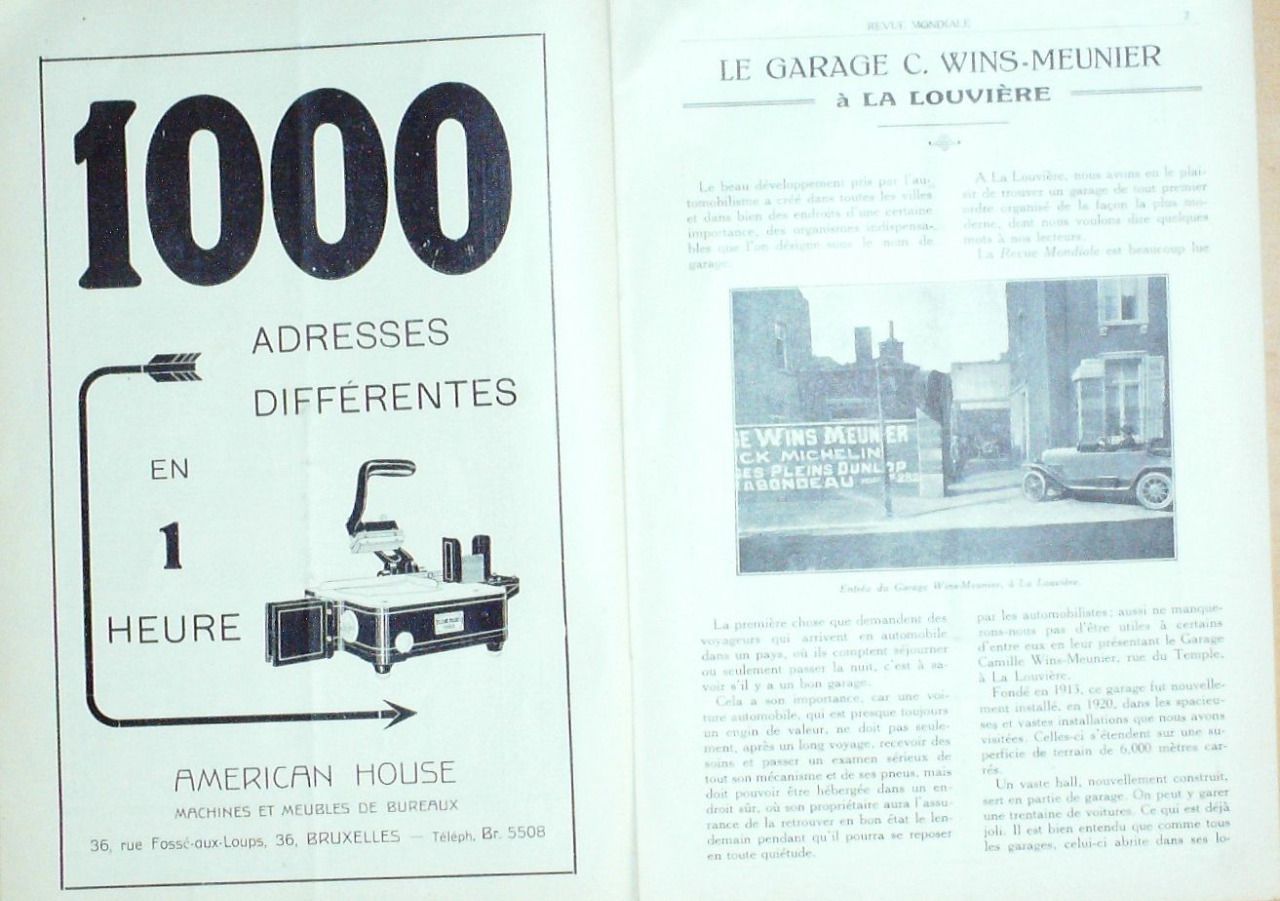 1000
ADRESSES
DIFFÉRENTES
EN
1
HEURE
AMERICAN HOUSE
MACHINES ET MEUBLES DE BUREAUX
36, rue Fossé-aux-Loups, 36, BRUXELLES — Téléph. Br. 5508
REVUE MONDIALE
7
LE GARAGE C. WINS-MEUNIER
à LA LOUVIÈRE
Le beau développement pris par l'au-
tomobilisme a créé dans toutes les villes
et dans bien des endroits d'une certaine
importance, des organismes indispensa-
bles que l'on désigne sous le nom de
garage.
A La Louvière, nous avons eu le plai-
sir de trouver un garage de tout premier
ordre organisé de la façon la plus mo-
derne, dont nous voulons dire quelques
mots à nos lecteurs.
La Revue Mondiale est beaucoup lue
GE WINS MEUNIER
CK MICHELIN
ES PLEINS DUNLOP
ABONDEAU
Entrée du Garage Wins-Meunier, à La Louvière.
La première chose que demandent des
voyageurs qui arrivent en automobile
dans un pays, où ils comptent séjourner
ou seulement passer la nuit, c'est à sa-
voir s'il y a un bon garage.
Cela a son importance, car une voi-
ture automobile, qui est presque toujours
un engin de valeur, ne doit pas seule-
ment, après un long voyage, recevoir des
soins et passer un examen sérieux de
tout son mécanisme et de ses pneus, mais
doit pouvoir être hébergée dans un en-
droit sûr, où son propriétaire aura l'assu-
rance de la retrouver en bon état le len-
demain pendant qu'il pourra se reposer
en toute quiétude.
par les automobilistes; aussi ne manque-
rons-nous pas d'être utiles à certains
d'entre eux en leur présentant le Garage
Camille Wins-Meunier, rue du Temple,
à La Louvière.
Fondé en 1913, ce garage fut nouvelle-
ment installé, en 1920, dans les spacieu-
ses et vastes installations que nous avons
visitées. Celles-ci s'étendent sur une su-
perficie de terrain de 6,000 mètres car-
rés.
Un vaste hall, nouvellement construit,
sert en partie de garage. On peut y garer
une trentaine de voitures. Ce qui est déjà
joli. Il est bien entendu que comme tous
les garages, celui-ci abrite dans ses lo-